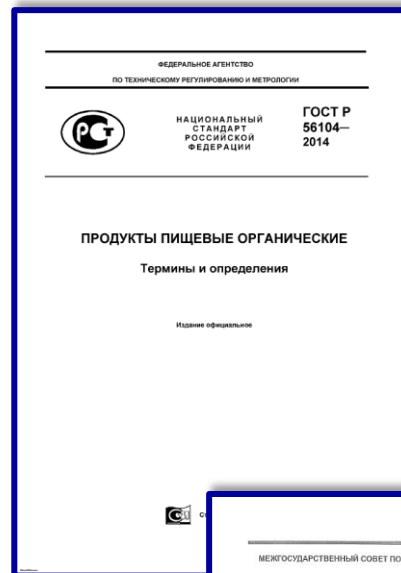 ФЕДЕРАЛЬНОЕ АГЕНТСТВО
ПО ТЕХНИЧЕСКОМУ РЕГУЛИРОВАНИЮ И МЕТРОЛОГИИ
РСТ
НАЦИОНАЛЬНЫЙ
СТАНДАРТ
РОССИЙСКОЙ
ФЕДЕРАЦИИ
ГОСТ Р
56104—
2014
ПРОДУКТЫ ПИЩЕВЫЕ ОРГАНИЧЕСКИЕ
Термины и определения
Издание официальное
МЕЖГОСУДАРСТВЕННЫЙ СОВЕТ ПО